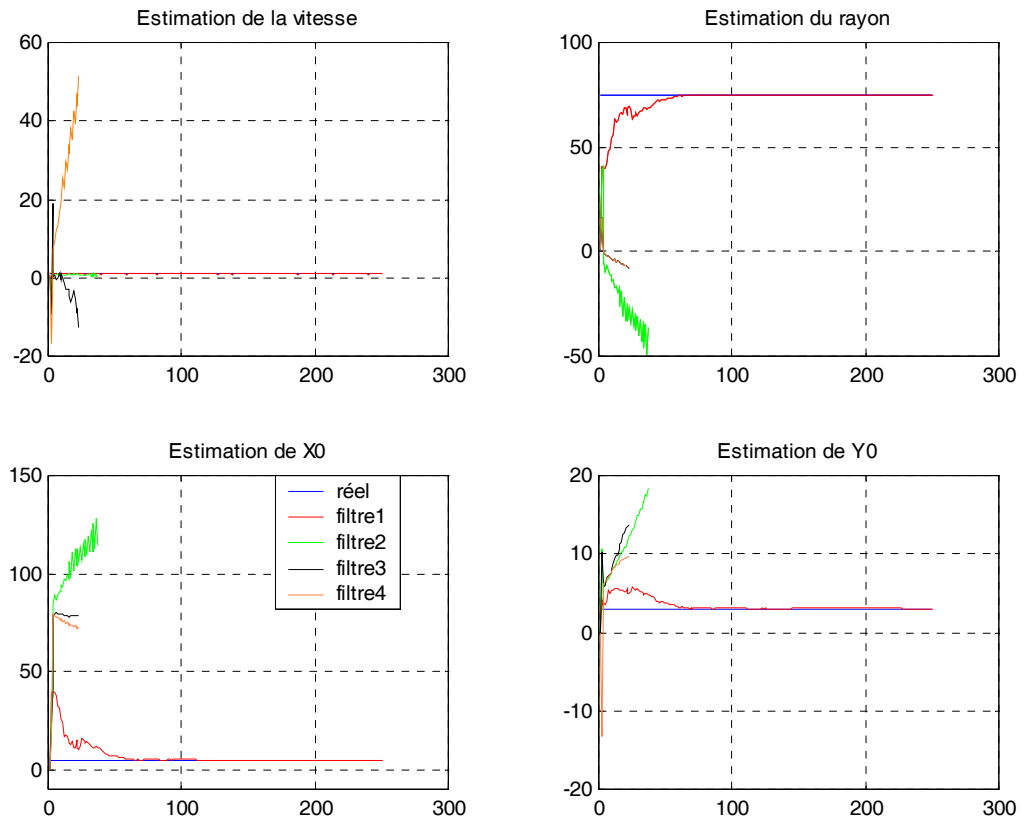 Estimation de la vitesse
60
40
20
0
-20
0 100 200 300
Estimation du rayon
100
50
0
-50
0 100 200 300
Estimation de X0
150
100
50
0
0 100 200 300
réel
filtre1
filtre2
filtre3
filtre4
Estimation de Y0
20
10
0
-10
-20
0 100 200 300